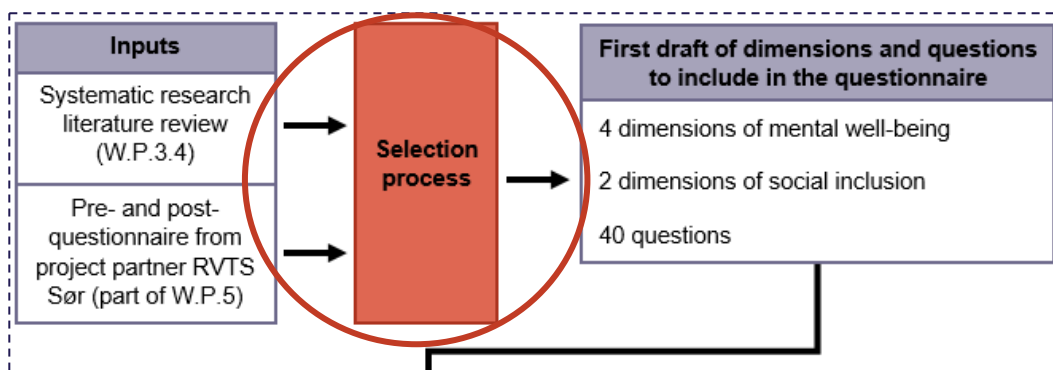 Inputs
Systematic research
literature review
(W.P.3.4)
Pre- and post-
questionnaire from
project partner RVTS
Sør (part of W.P.5)
Selection
process
First draft of dimensions and questions
to include in the questionnaire
4 dimensions of mental well-being
2 dimensions of social inclusion
40 questions